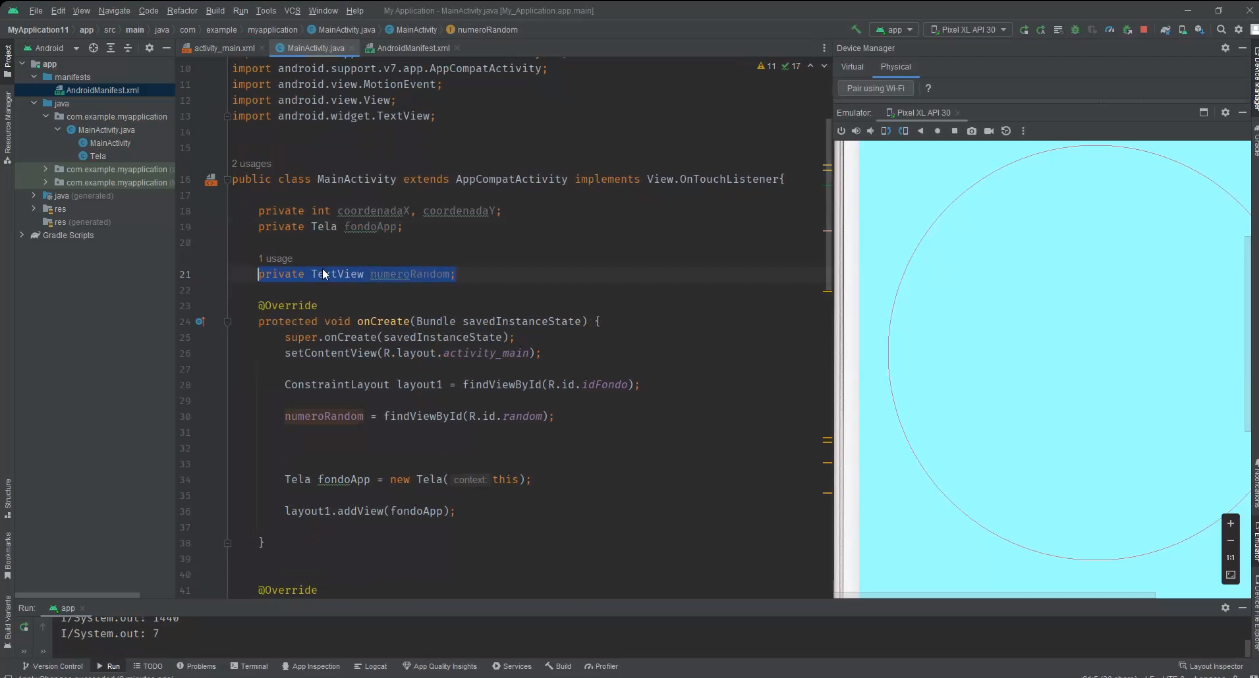 File Edit View Navigate Code Refactor Build Run Tools VCS Window Help My Application - MainActivity.java [My_Application.app.main]
MyApplication11 app src main java com example myapplication MainActivity.java MainActivity numeroRandom app Pixel XL API 30
Android activity_main.xml MainActivity.java AndroidManifest.xml Device Manager
Virtual Physical
Pair using Wi-Fi ?
Emulator: Pixel XL API 30
Project
Resource Manager
Structure
Bookmarks
Build Variants
app
manifests
AndroidManifest.xml
java
com.example.myapplication
MainActivity.java
MainActivity
Tela
com.example.myapplication
com.example.myapplication
java (generated)
res
res (generated)
Gradle Scripts
11 17
10 import android.support.v7.app.AppCompatActivity;
11 import android.view.MotionEvent;
12 import android.view.View;
13 import android.widget.TextView;
14
15
2 usages
16 public class MainActivity extends AppCompatActivity implements View.OnTouchListener{
17
18 private int coordenadaX, coordenadaY;
19 private Tela fondoApp;
20
1 usage
21 private TextView numeroRandom;
22
23 @Override
24 protected void onCreate(Bundle savedInstanceState) {
25 super.onCreate(savedInstanceState);
26 setContentView(R.layout.activity_main);
27
28 ConstraintLayout layout1 = findViewById(R.id.idFondo);
29
30 numeroRandom = findViewById(R.id.random);
31
32
33
34 Tela fondoApp = new Tela( context: this);
35
36 layout1.addView(fondoApp);
37
38 }
39
40
41 @Override
+
−
1:1
Run: app
I/System.out: 1440
I/System.out: 7
Version Control Run TODO Problems Terminal App Inspection Logcat App Quality Insights Services Build Profiler Layout Inspector